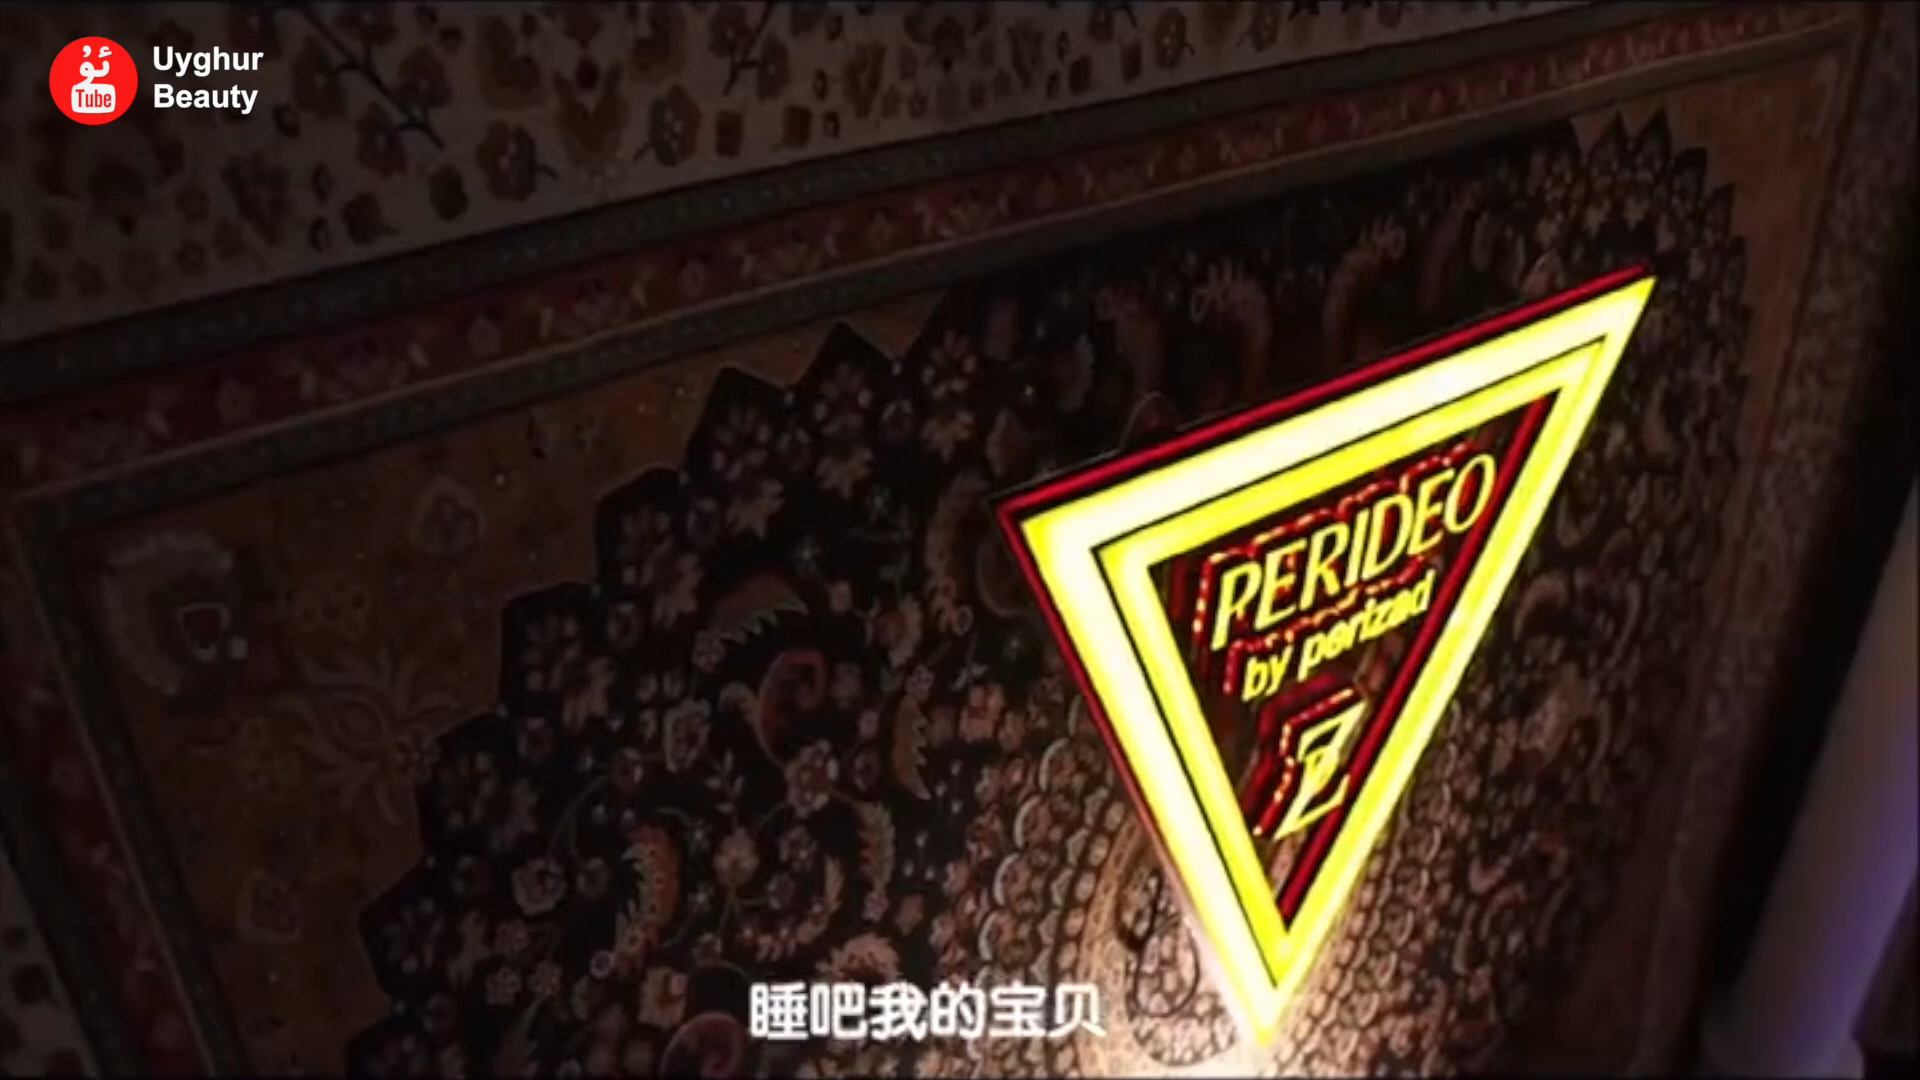 ئۇ
Tube
Uyghur
Beauty
PERIDEO
by perizad
Z
睡吧我的宝贝